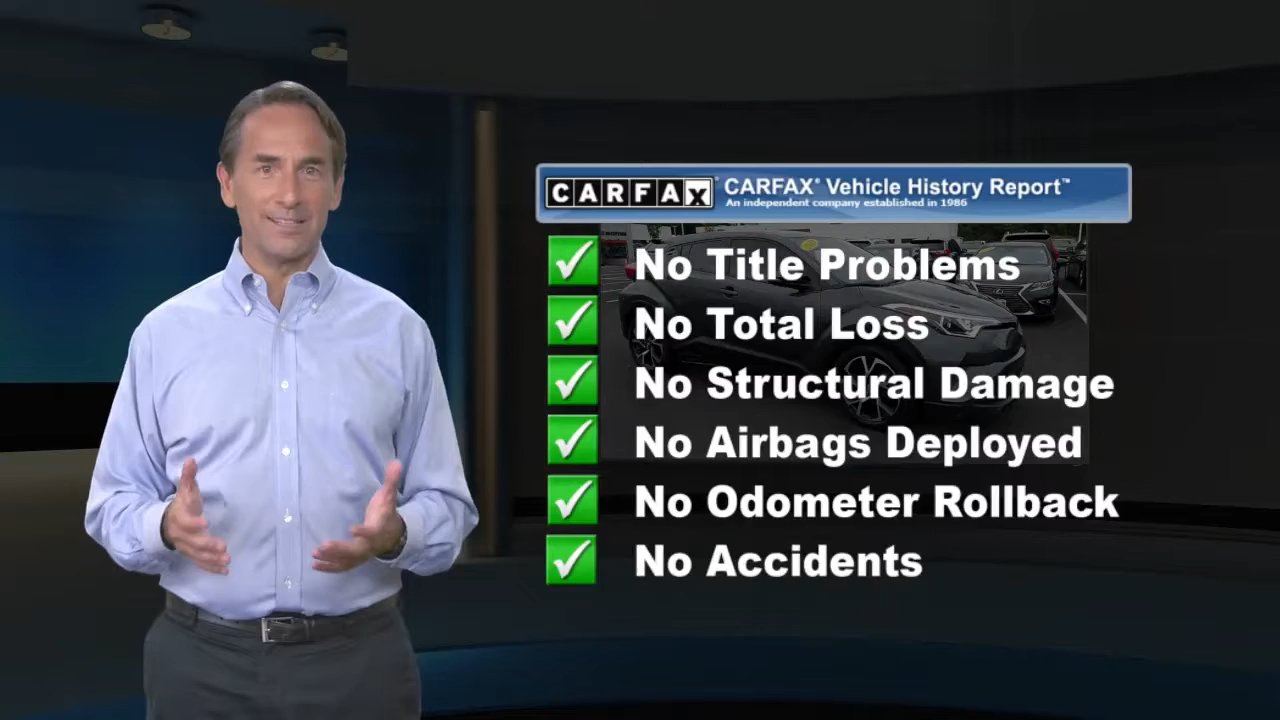 CARFAX® CARFAX® Vehicle History Report™
An independent company established in 1986
No Title Problems
No Total Loss
No Structural Damage
No Airbags Deployed
No Odometer Rollback
No Accidents